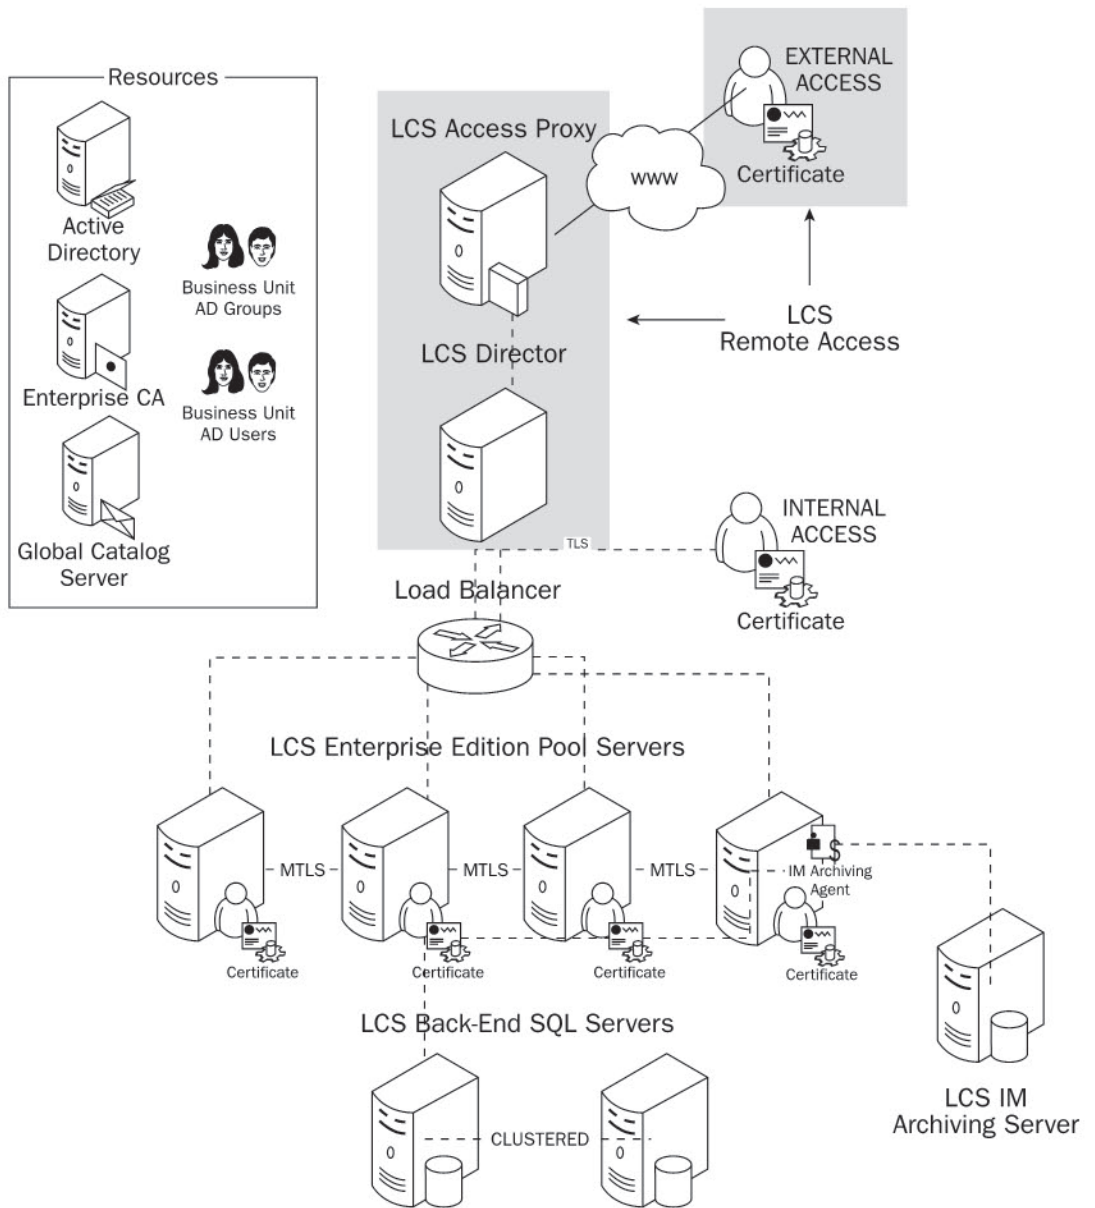 Resources
Active
Directory
Business Unit
AD Groups
Enterprise CA
Business Unit
AD Users
Global Catalog
Server
LCS Access Proxy
WWW
EXTERNAL
ACCESS
Certificate
LCS
Remote Access
LCS Director
INTERNAL
ACCESS
Certificate
TLS
Load Balancer
LCS Enterprise Edition Pool Servers
MTLS
MTLS
MTLS
IM Archiving
Agent
$
Certificate
Certificate
Certificate
Certificate
LCS Back-End SQL Servers
CLUSTERED
LCS IM
Archiving Server